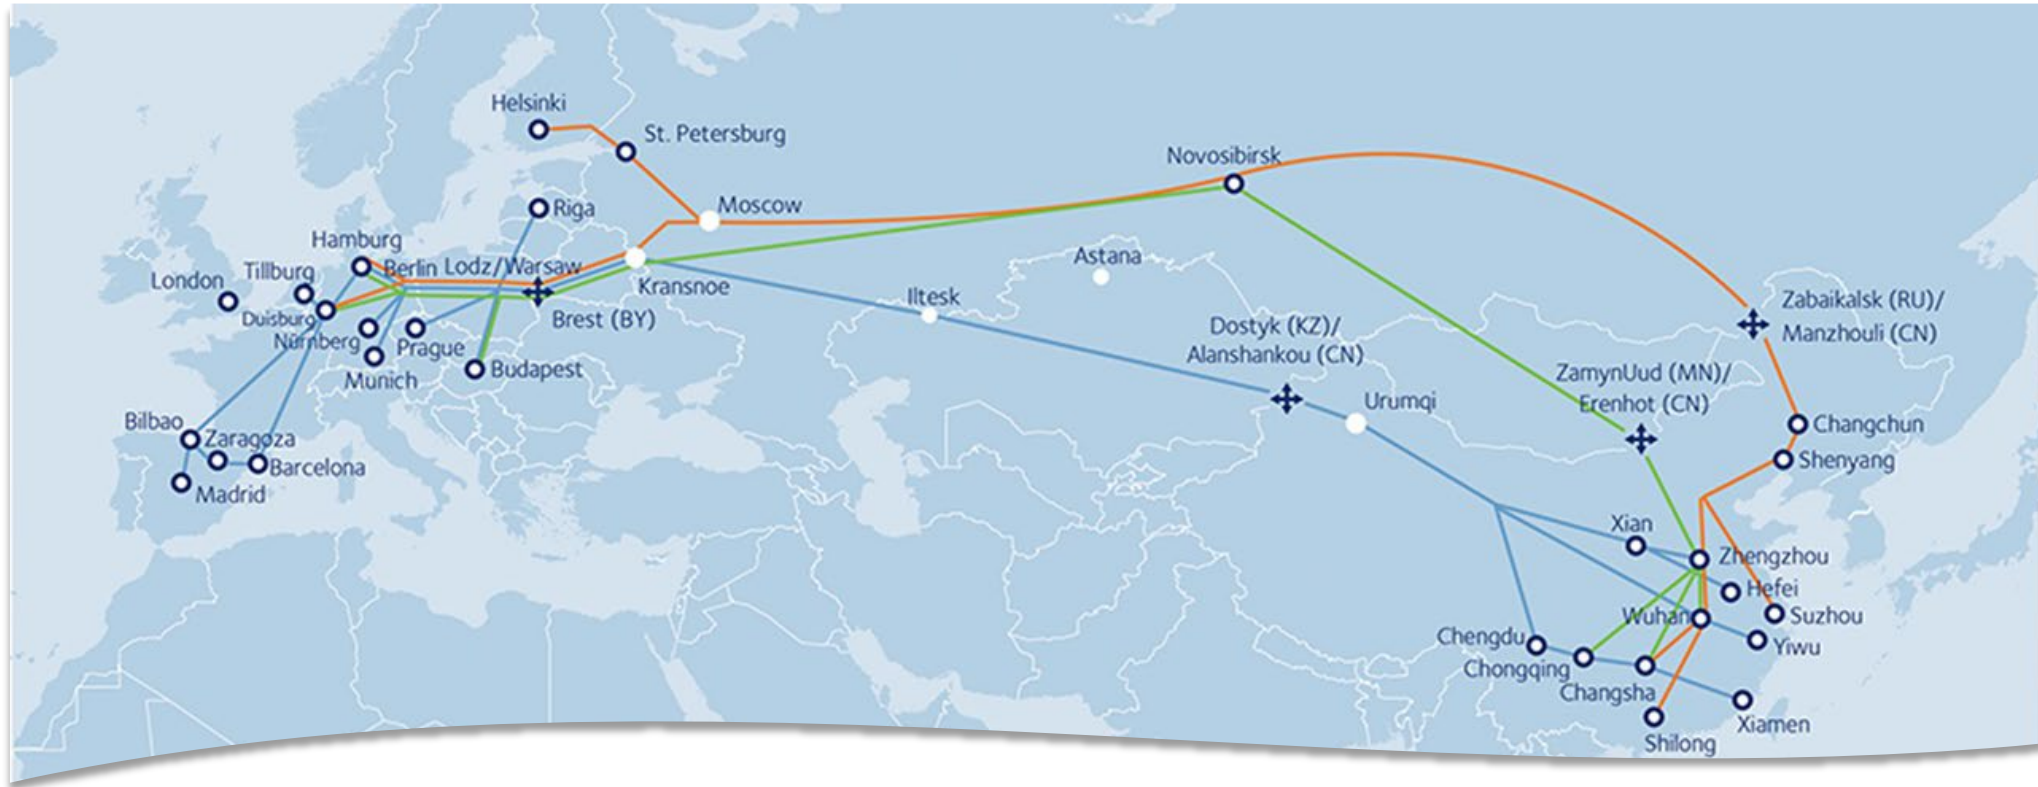 Helsinki
St. Petersburg
Novosibirsk
Riga
Moscow
Hamburg
Berlin Lodz/Warsaw
Astana
London
Tillburg
Kransnoe
Iltesk
Zabaikalsk (RU)/
Manzhouli (CN)
Duisburg
Brest (BY)
Dostyk (KZ)/
Alanshankou (CN)
Nürnberg
Prague
Munich
Budapest
ZamynUud (MN)/
Erenhot (CN)
Urumqi
Bilbao
Zaragoza
Barcelona
Madrid
Changchun
Shenyang
Xian
Zhengzhou
Hefei
Wuhan
Suzhou
Yiwu
Chengdu
Chongqing
Changsha
Xiamen
Shilong